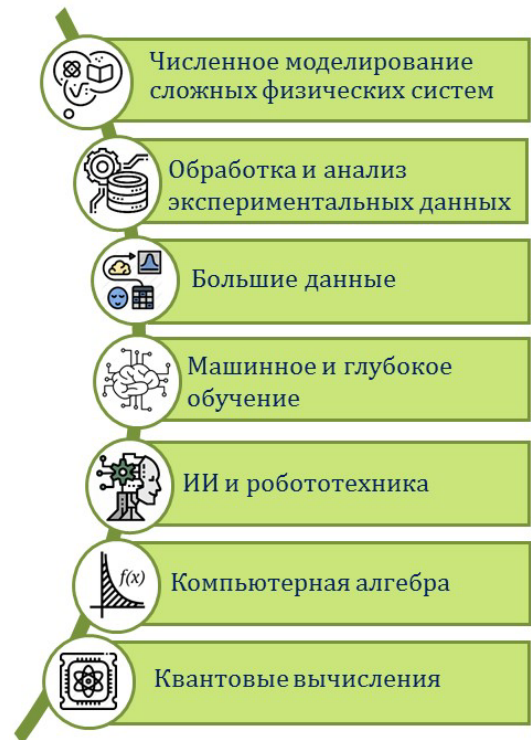 Численное моделирование
сложных физических систем
Обработка и анализ
экспериментальных данных
Большие данные
Машинное и глубокое
обучение
ИИ и робототехника
f(x)
Компьютерная алгебра
Квантовые вычисления